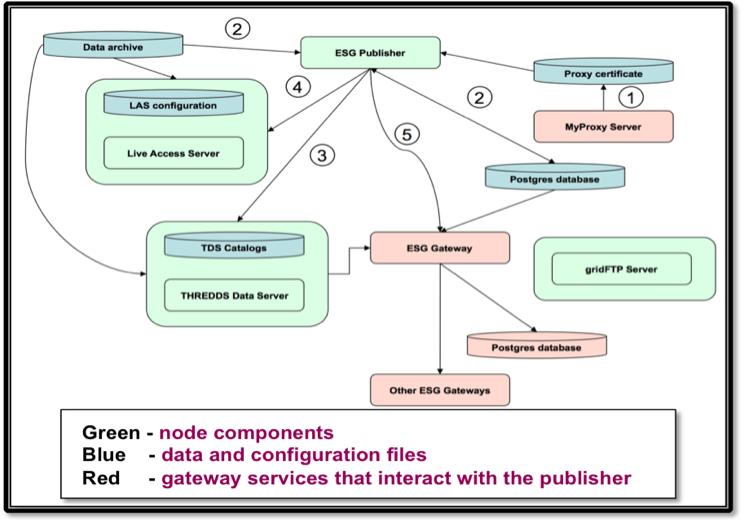 2
Data archive
ESG Publisher
Proxy certificate
4
2
1
LAS configuration
MyProxy Server
5
Live Access Server
3
Postgres database
TDS Catalogs
ESG Gateway
gridFTP Server
THREDDS Data Server
Postgres database
Other ESG Gateways
Green - node components
Blue - data and configuration files
Red - gateway services that interact with the publisher